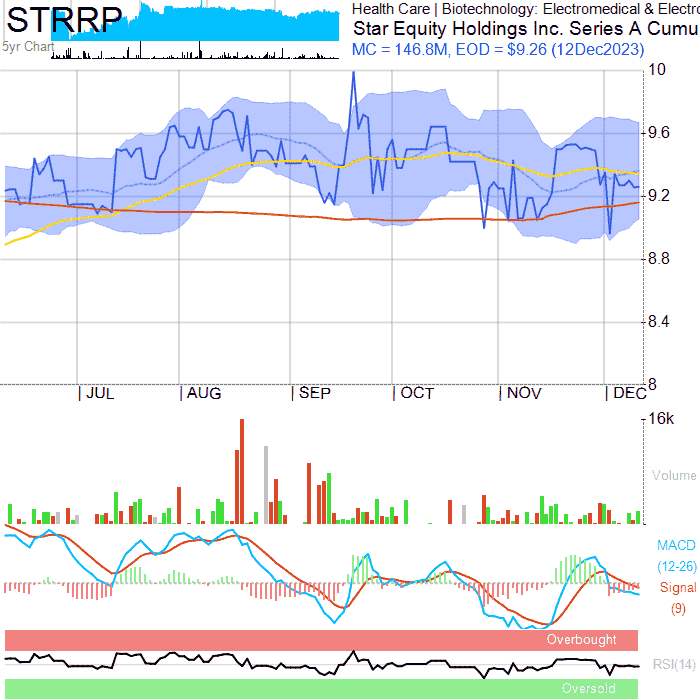 STRRP
5yr Chart
Health Care | Biotechnology: Electromedical & Electro
Star Equity Holdings Inc. Series A Cumu
MC = 146.8M, EOD = $9.26 (12Dec2023)
10
9.6
9.2
8.8
8.4
8
| JUL | AUG | SEP | OCT | NOV | DEC
16k
Volume
MACD
(12-26)
Signal
(9)
Overbought
RSI(14)
Oversold